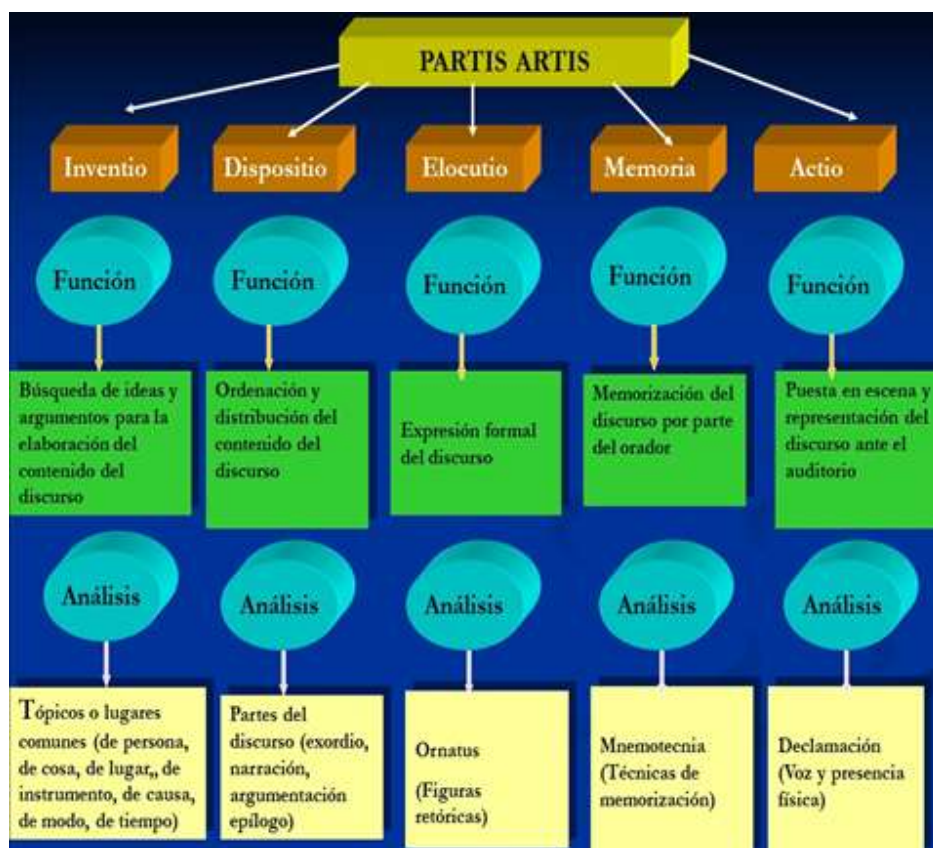 PARTIS ARTIS
Inventio
Dispositio
Elocutio
Memoria
Actio
Función
Función
Función
Función
Función
Búsqueda de ideas y
argumentos para la
elaboración del
contenido del
discurso
Ordenación y
distribución del
contenido del
discurso
Expresión formal
del discurso
Memorización del
discurso por parte
del orador
Puesta en escena y
representación del
discurso ante el
auditorio
Análisis
Análisis
Análisis
Análisis
Análisis
Tópicos o lugares
comunes (de persona,
de cosa, de lugar,, de
instrumento, de causa,
de modo, de tiempo)
Partes del
discurso (exordio,
narración,
argumentación
epílogo)
Ornatus
(Figuras
retóricas)
Mnemotecnia
(Técnicas de
memorización)
Declamación
(Voz y presencia
física)